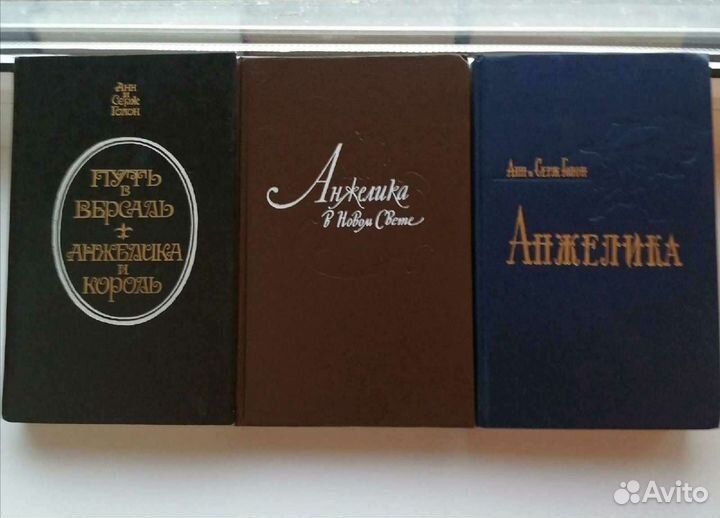 Анн
и
Серж
Голон
ПУТЬ
В
ВЕРСАЛЬ
АНЖЕЛИКА
И
КОРОЛЬ
Анжелика
в Новом Свете
Анн и Серж Голон
АНЖЕЛИКА
Avito